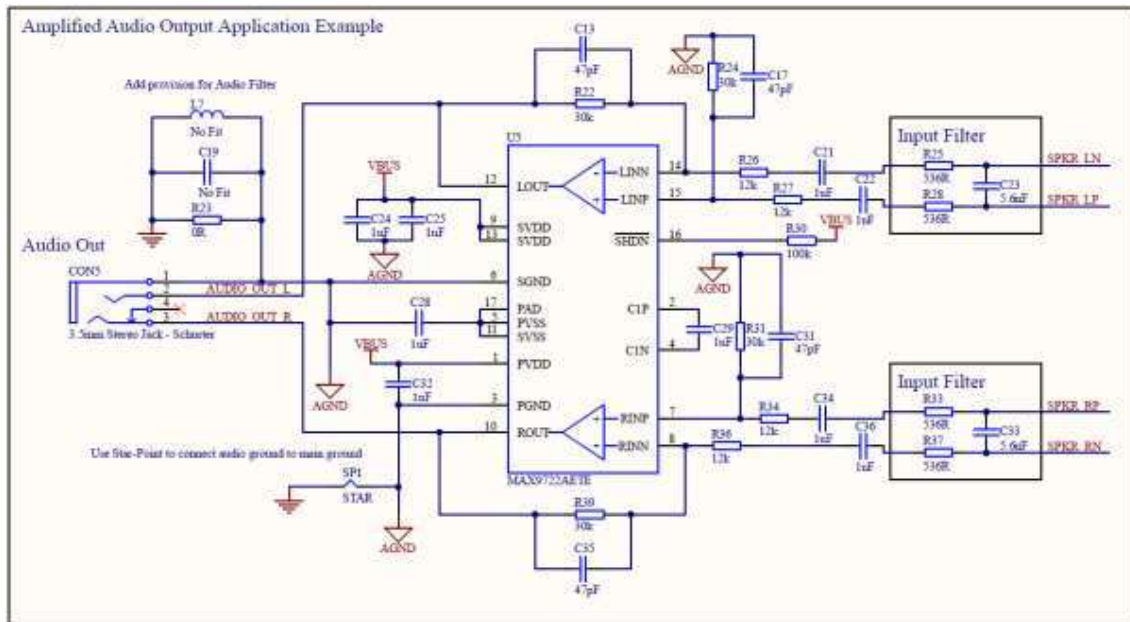 Amplified Audio Output Application Example
C13
47pF
R22
30k
AGND
R24
30k
C17
47pF
Add provision for Audio Filter
L7
No Fit
C19
No Fit
R23
0R
Audio Out
CON5
1
2
4
3
AUDIO_OUT_L
AUDIO_OUT_R
3.5mm Stereo Jack - Schurter
VBUS
C24
1uF
C25
1uF
AGND
C28
1uF
VBUS
C32
1uF
AGND
Use Star-Point to connect audio ground to main ground
SP1
STAR
AGND
U5
12 LOUT
9 SVDD
13 SVDD
6 SGND
17 PAD
5 PVSS
11 SVSS
1 PVDD
3 PGND
10 ROUT
LINN 14
LINP 15
SHDN 16
C1P 2
C1N 4
RINP 7
RINN 8
MAX9722AETE
R26
12k
C21
1uF
R27
12k
C22
1uF
VBUS
R30
100k
Input Filter
R25
536R
R28
536R
C23
5.6nF
SPKR_LN
SPKR_LP
AGND
C29
1uF
R31
30k
C31
47pF
R34
12k
C34
1uF
R36
12k
C36
1uF
Input Filter
R33
536R
R37
536R
C33
5.6nF
SPKR_RP
SPKR_RN
R39
30k
C35
47pF